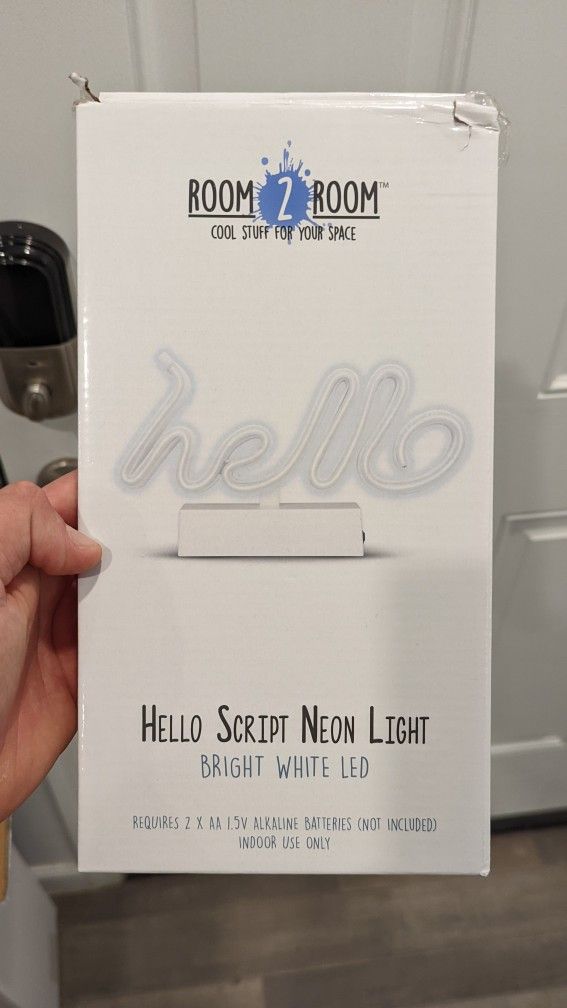 ROOM 2 ROOM™
COOL STUFF FOR YOUR SPACE
hello
HELLO SCRIPT NEON LIGHT
BRIGHT WHITE LED
REQUIRES 2 X AA 1.5V ALKALINE BATTERIES (NOT INCLUDED)
INDOOR USE ONLY